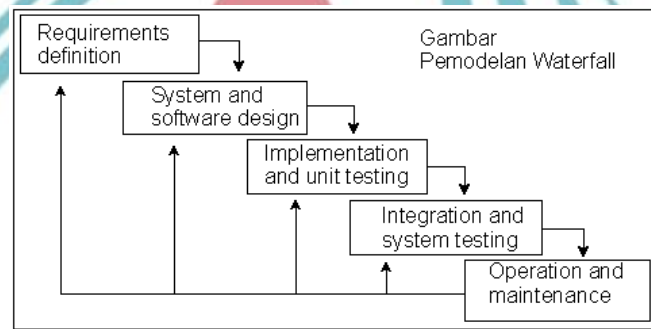 Requirements
definition
Gambar
Pemodelan Waterfall
System and
software design
Implementation
and unit testing
Integration and
system testing
Operation and
maintenance